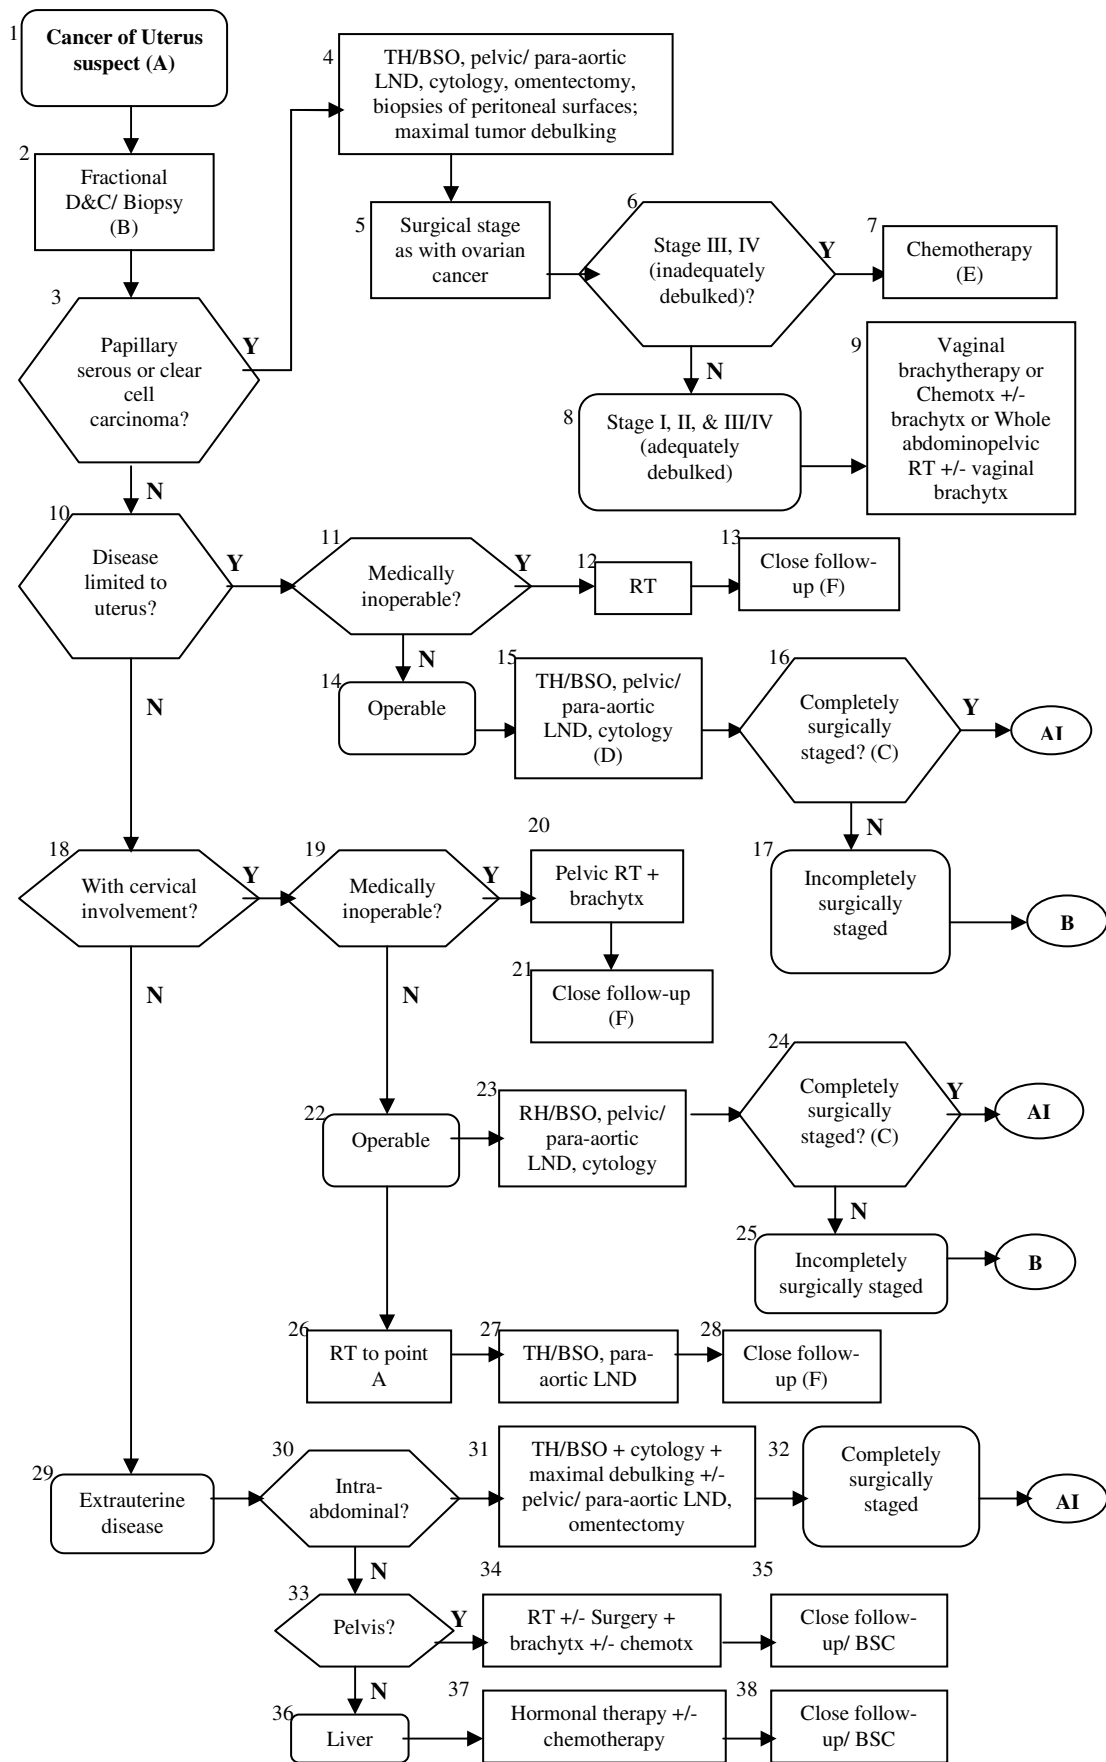 1
Cancer of Uterus
suspect (A)
2
Fractional
D&C/ Biopsy
(B)
3
Papillary
serous or clear
cell
carcinoma?
Y
N
4
TH/BSO, pelvic/ para-aortic
LND, cytology, omentectomy,
biopsies of peritoneal surfaces;
maximal tumor debulking
5
Surgical stage
as with ovarian
cancer
6
Stage III, IV
(inadequately
debulked)?
Y
N
7
Chemotherapy
(E)
8
Stage I, II, & III/IV
(adequately
debulked)
9
Vaginal
brachytherapy or
Chemotx +/-
brachytx or Whole
abdominopelvic
RT +/- vaginal
brachytx
10
Disease
limited to
uterus?
Y
N
11
Medically
inoperable?
Y
N
12
RT
13
Close follow-
up (F)
14
Operable
15
TH/BSO, pelvic/
para-aortic
LND, cytology
(D)
16
Completely
surgically
staged? (C)
Y
N
AI
17
Incompletely
surgically
staged
B
18
With cervical
involvement?
Y
N
19
Medically
inoperable?
Y
N
20
Pelvic RT +
brachytx
21
Close follow-up
(F)
22
Operable
23
RH/BSO, pelvic/
para-aortic
LND, cytology
24
Completely
surgically
staged? (C)
Y
N
AI
25
Incompletely
surgically staged
B
26
RT to point
A
27
TH/BSO, para-
aortic LND
28
Close follow-
up (F)
29
Extrauterine
disease
30
Intra-
abdominal?
N
31
TH/BSO + cytology +
maximal debulking +/-
pelvic/ para-aortic LND,
omentectomy
32
Completely
surgically
staged
AI
33
Pelvis?
Y
N
34
RT +/- Surgery +
brachytx +/- chemotx
35
Close follow-
up/ BSC
36
Liver
37
Hormonal therapy +/-
chemotherapy
38
Close follow-
up/ BSC